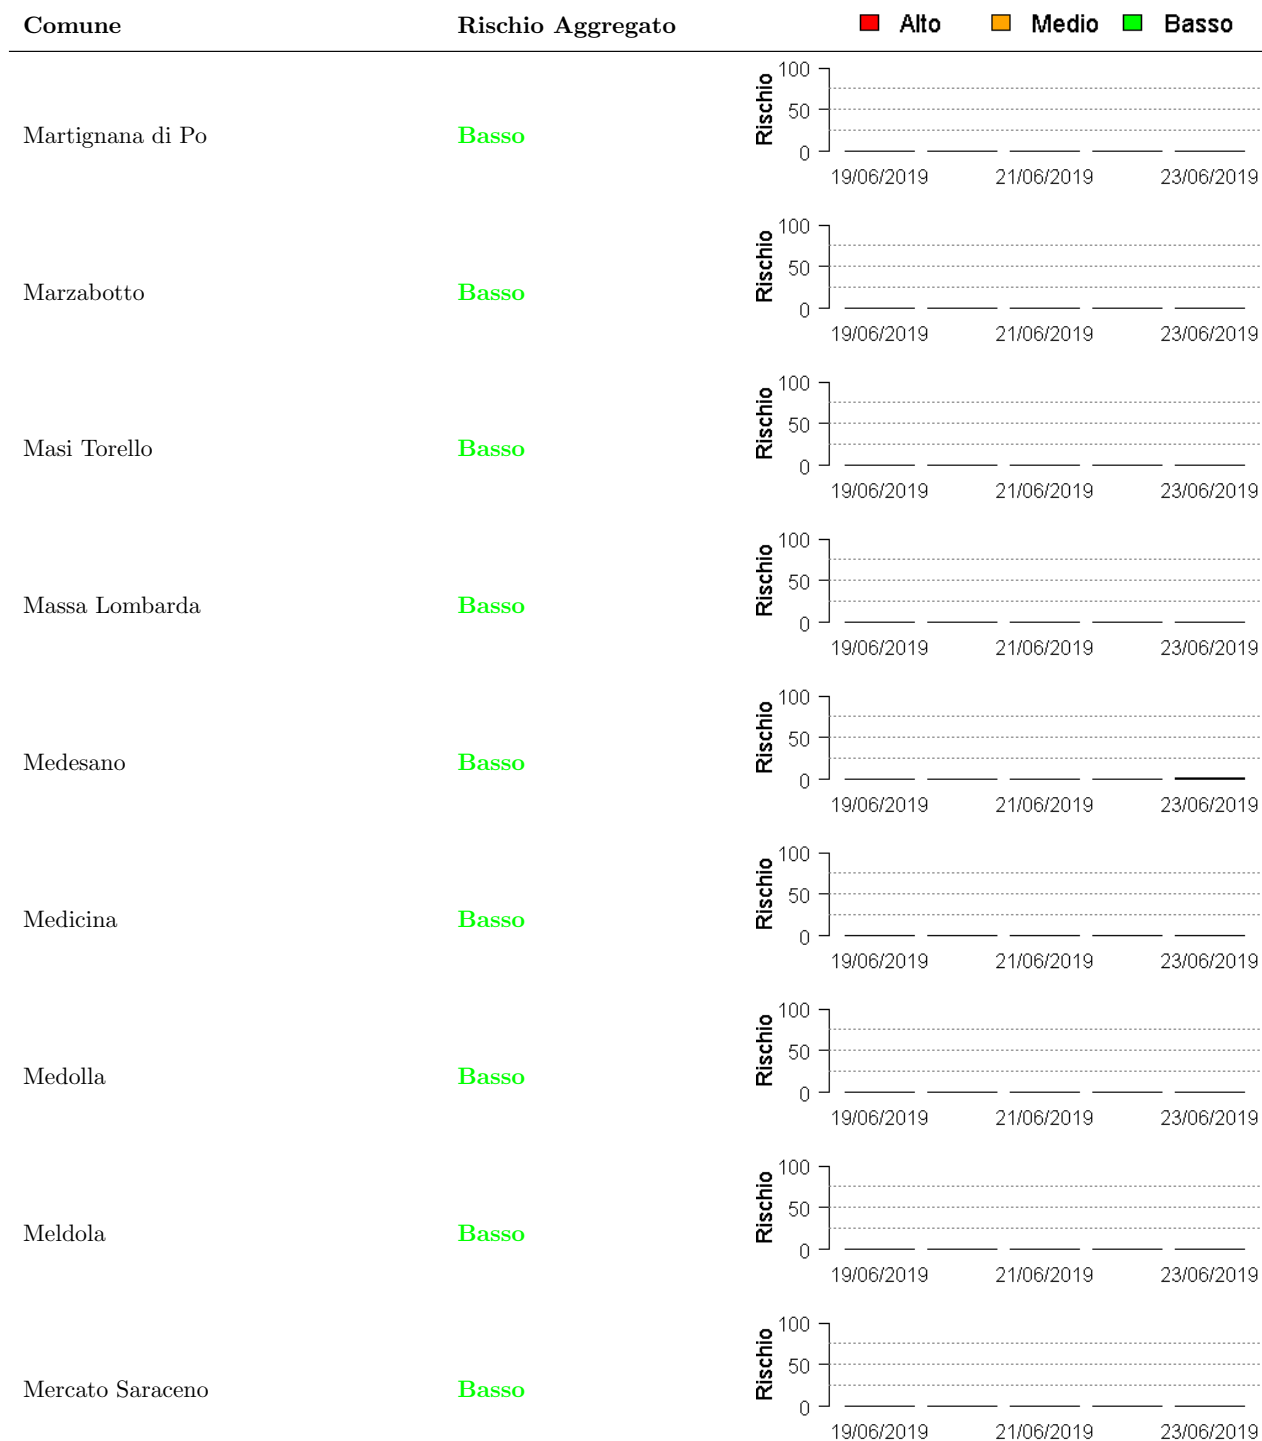 Comune Rischio Aggregato Alto Medio Basso
Martignana di Po Basso Rischio 100 50 0
19/06/2019 21/06/2019 23/06/2019
Marzabotto Basso Rischio 100 50 0
19/06/2019 21/06/2019 23/06/2019
Masi Torello Basso Rischio 100 50 0
19/06/2019 21/06/2019 23/06/2019
Massa Lombarda Basso Rischio 100 50 0
19/06/2019 21/06/2019 23/06/2019
Medesano Basso Rischio 100 50 0
19/06/2019 21/06/2019 23/06/2019
Medicina Basso Rischio 100 50 0
19/06/2019 21/06/2019 23/06/2019
Medolla Basso Rischio 100 50 0
19/06/2019 21/06/2019 23/06/2019
Meldola Basso Rischio 100 50 0
19/06/2019 21/06/2019 23/06/2019
Mercato Saraceno Basso Rischio 100 50 0
19/06/2019 21/06/2019 23/06/2019